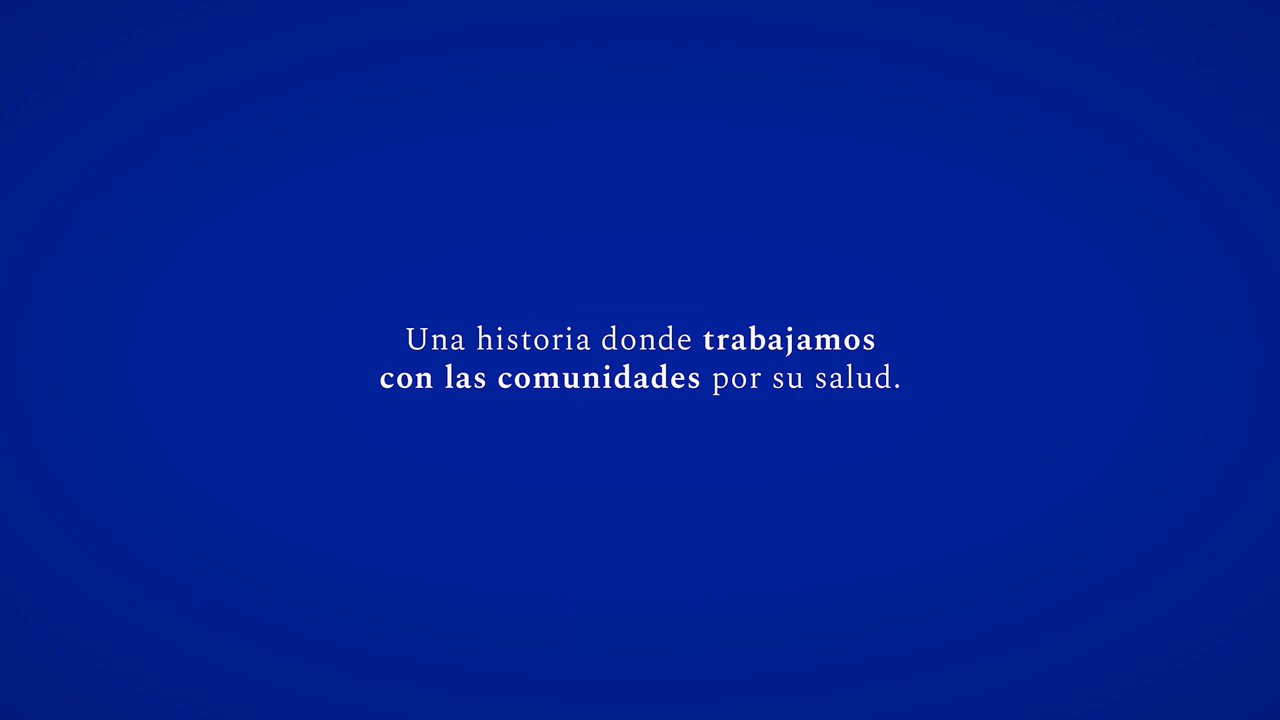 Una historia donde trabajamos
con las comunidades por su salud.